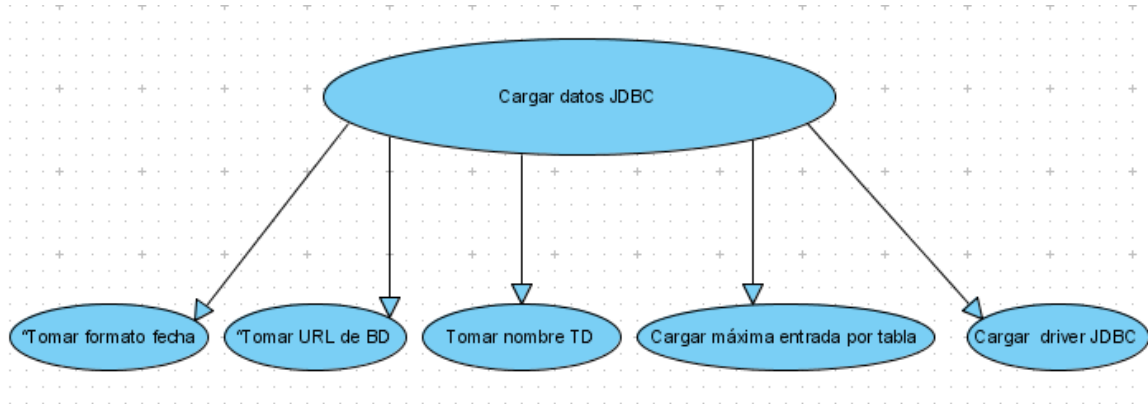 Cargar datos JDBC
“Tomar formato fecha
“Tomar URL de BD
Tomar nombre TD
Cargar máxima entrada por tabla
Cargar driver JDBC